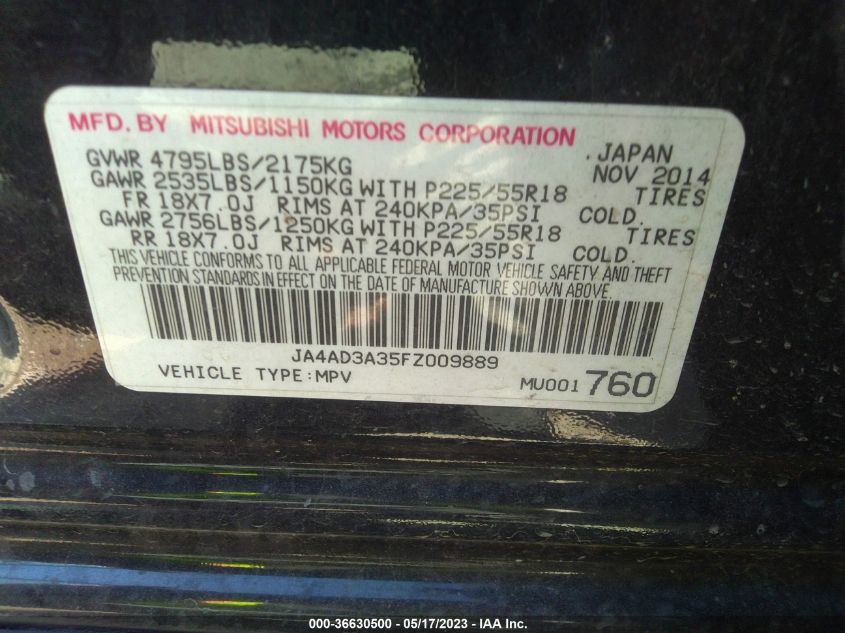 MFD. BY MITSUBISHI MOTORS CORPORATION
. JAPAN
GVWR 4795LBS/2175KG NOV 2014
GAWR 2535LBS/1150KG WITH P225/55R18 TIRES
FR 18X7.0J RIMS AT 240KPA/35PSI COLD.
GAWR 2756LBS/1250KG WITH P225/55R18 TIRES
RR 18X7.0J RIMS AT 240KPA/35PSI COLD.
THIS VEHICLE CONFORMS TO ALL APPLICABLE FEDERAL MOTOR VEHICLE SAFETY AND THEFT
PREVENTION STANDARDS IN EFFECT ON THE DATE OF MANUFACTURE SHOWN ABOVE.
JA4AD3A35FZ009889
VEHICLE TYPE:MPV MU001 760
000-36630500 - 05/17/2023 - IAA Inc.